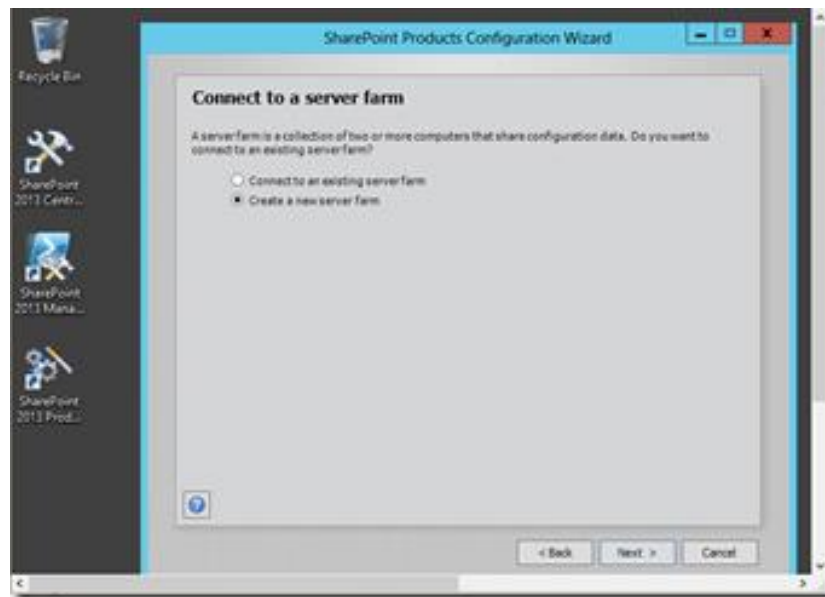 SharePoint Products Configuration Wizard
Recycle Bin
SharePoint
2013 Centr...
SharePoint
2013 Mana...
SharePoint
2013 Prod...
Connect to a server farm
A server farm is a collection of two or more computers that share configuration data. Do you want to
connect to an existing server farm?
Connect to an existing server farm
Create a new server farm
< Back
Next >
Cancel